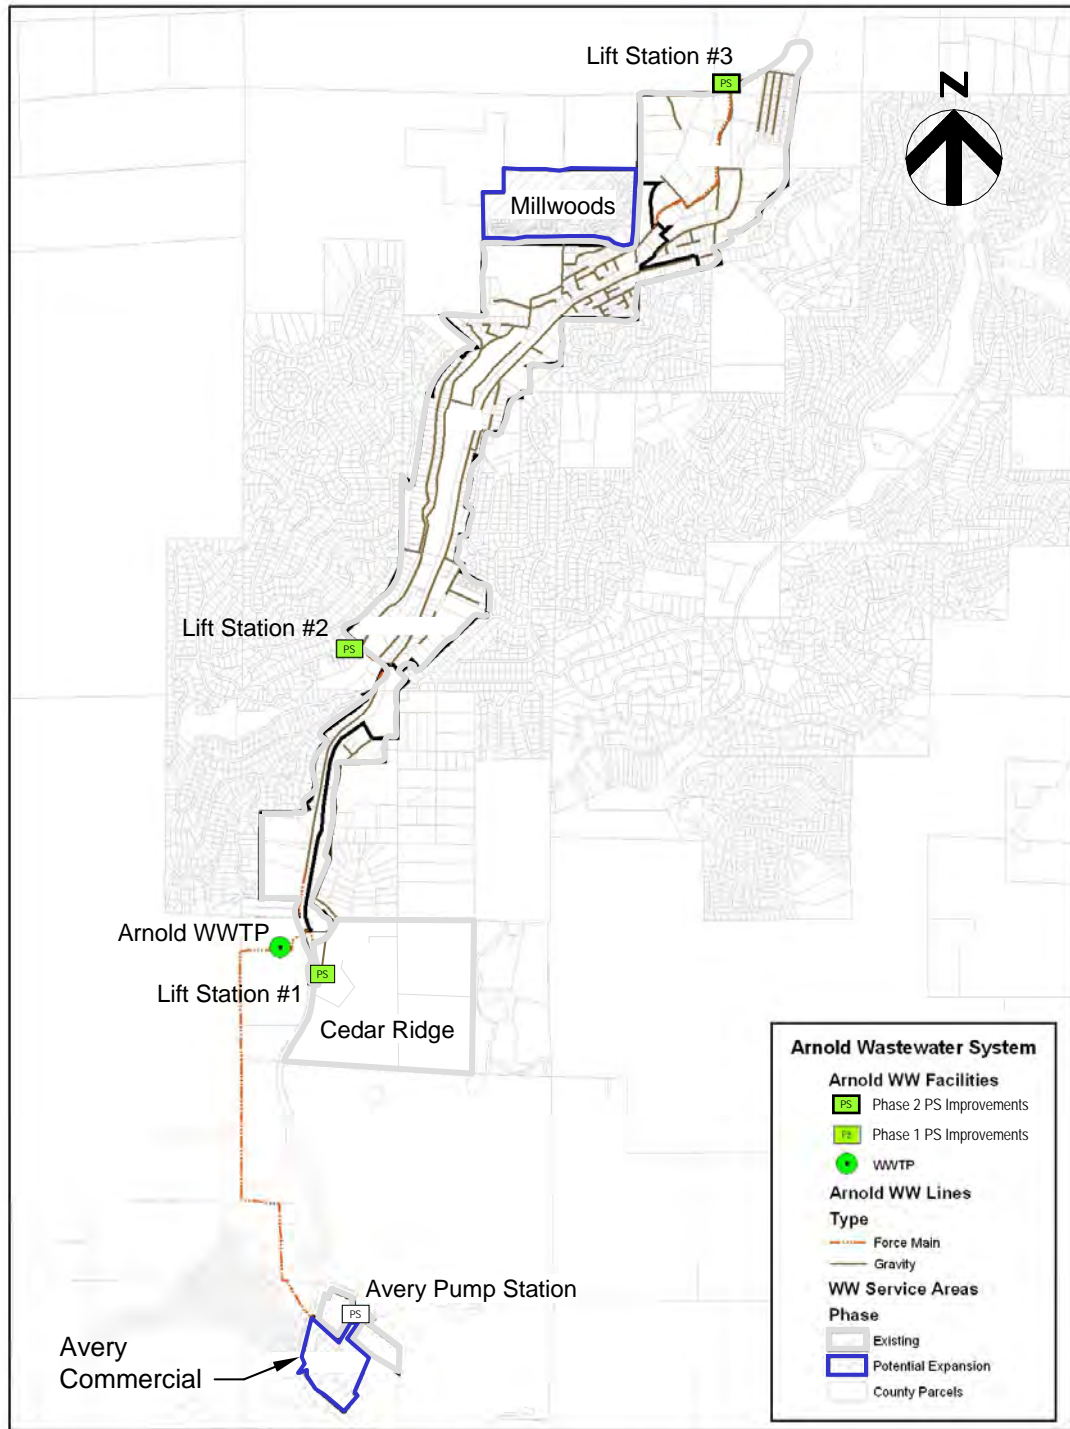 Lift Station #3
PS
N
Millwoods
Lift Station #2
PS
Arnold WWTP
PS
Lift Station #1
Cedar Ridge
Avery Pump Station
PS
Avery
Commercial
Arnold Wastewater System
Arnold WW Facilities
PS Phase 2 PS Improvements
PS Phase 1 PS Improvements
WWTP
Arnold WW Lines
Type
Force Main
Gravity
WW Service Areas
Phase
Existing
Potential Expansion
County Parcels